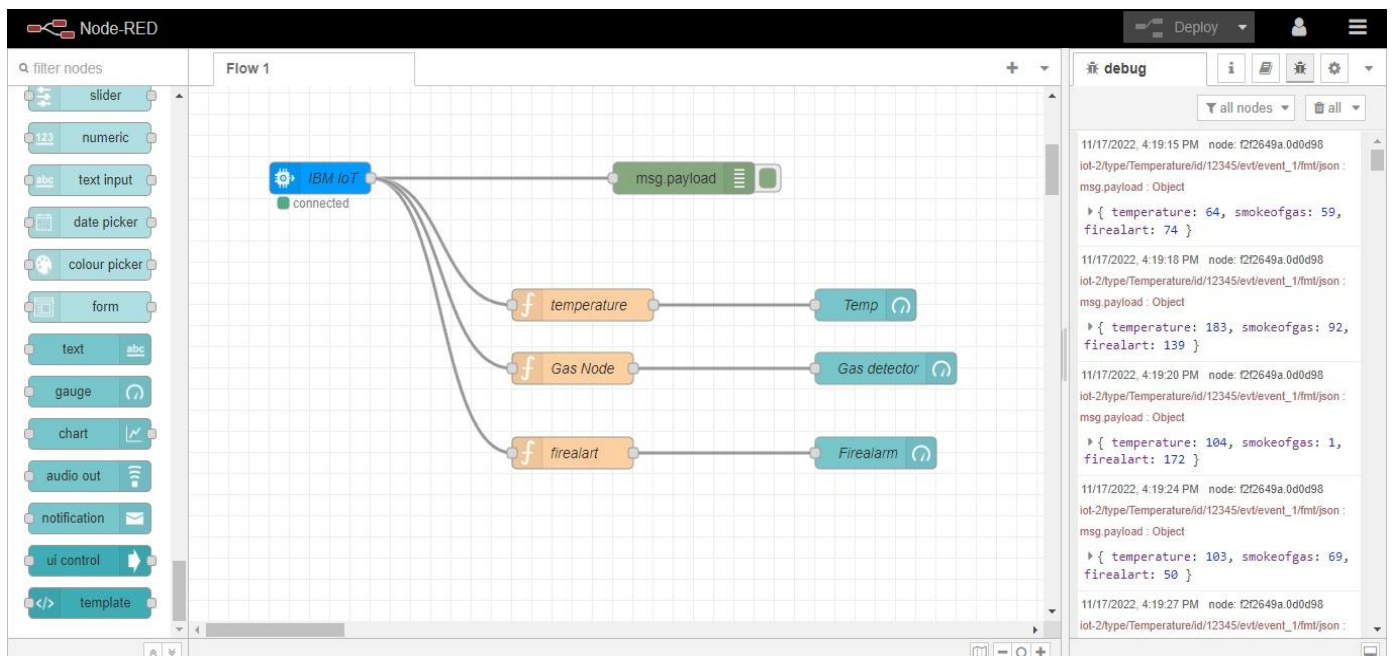 Node-RED
Deploy
filter nodes
Flow 1
debug
i
all nodes
all
slider
123 numeric
abc text input
date picker
colour picker
form
text abc
gauge
chart
audio out
notification
ui control
</> template
IBM IoT
connected
msg.payload
f temperature
Temp
f Gas Node
Gas detector
f firealart
Firealarm
11/17/2022, 4:19:15 PM node: f2f2649a.0d0d98
iot-2/type/Temperature/id/12345/evt/event_1/fmt/json :
msg.payload : Object
{ temperature: 64, smokeofgas: 59,
firealart: 74 }
11/17/2022, 4:19:18 PM node: f2f2649a.0d0d98
iot-2/type/Temperature/id/12345/evt/event_1/fmt/json :
msg.payload : Object
{ temperature: 183, smokeofgas: 92,
firealart: 139 }
11/17/2022, 4:19:20 PM node: f2f2649a.0d0d98
iot-2/type/Temperature/id/12345/evt/event_1/fmt/json :
msg.payload : Object
{ temperature: 104, smokeofgas: 1,
firealart: 172 }
11/17/2022, 4:19:24 PM node: f2f2649a.0d0d98
iot-2/type/Temperature/id/12345/evt/event_1/fmt/json :
msg.payload : Object
{ temperature: 103, smokeofgas: 69,
firealart: 50 }
11/17/2022, 4:19:27 PM node: f2f2649a.0d0d98
iot-2/type/Temperature/id/12345/evt/event_1/fmt/json :